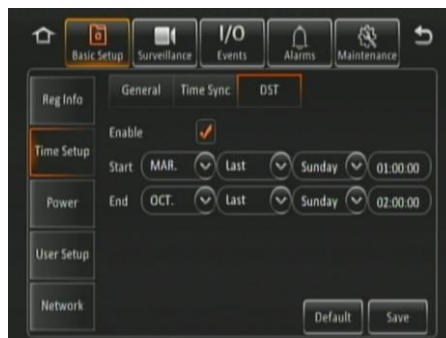 Basic Setup Surveillance I/O Events Alarms Maintenance
Reg Info
Time Setup
Power
User Setup
Network
General Time Sync DST
Enable
Start MAR. Last Sunday 01:00:00
End OCT. Last Sunday 02:00:00
Default Save